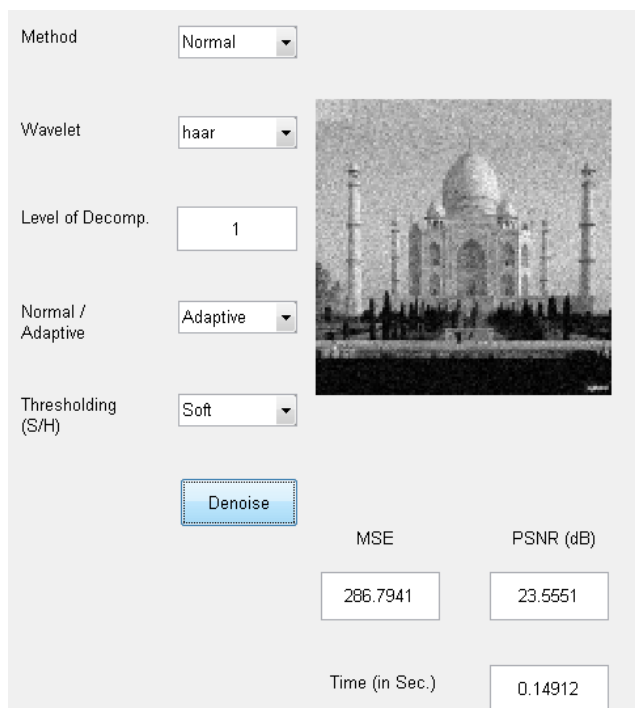 Method
Normal
Wavelet
haar
Level of Decomp.
1
Normal /
Adaptive
Adaptive
Thresholding
(S/H)
Soft
Denoise
MSE
PSNR (dB)
286.7941
23.5551
Time (in Sec.)
0.14912